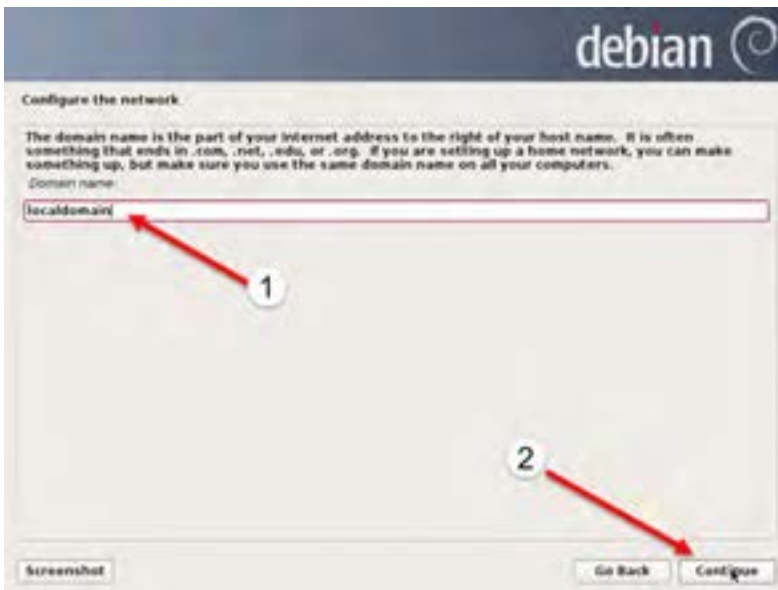 debian
Configure the network
The domain name is the part of your Internet address to the right of your host name. It is often
something that ends in .com, .net, .edu, or .org. If you are setting up a home network, you can make
something up, but make sure you use the same domain name on all your computers.
Domain name:
localdomain
1
2
Screenshot
Go Back
Continue